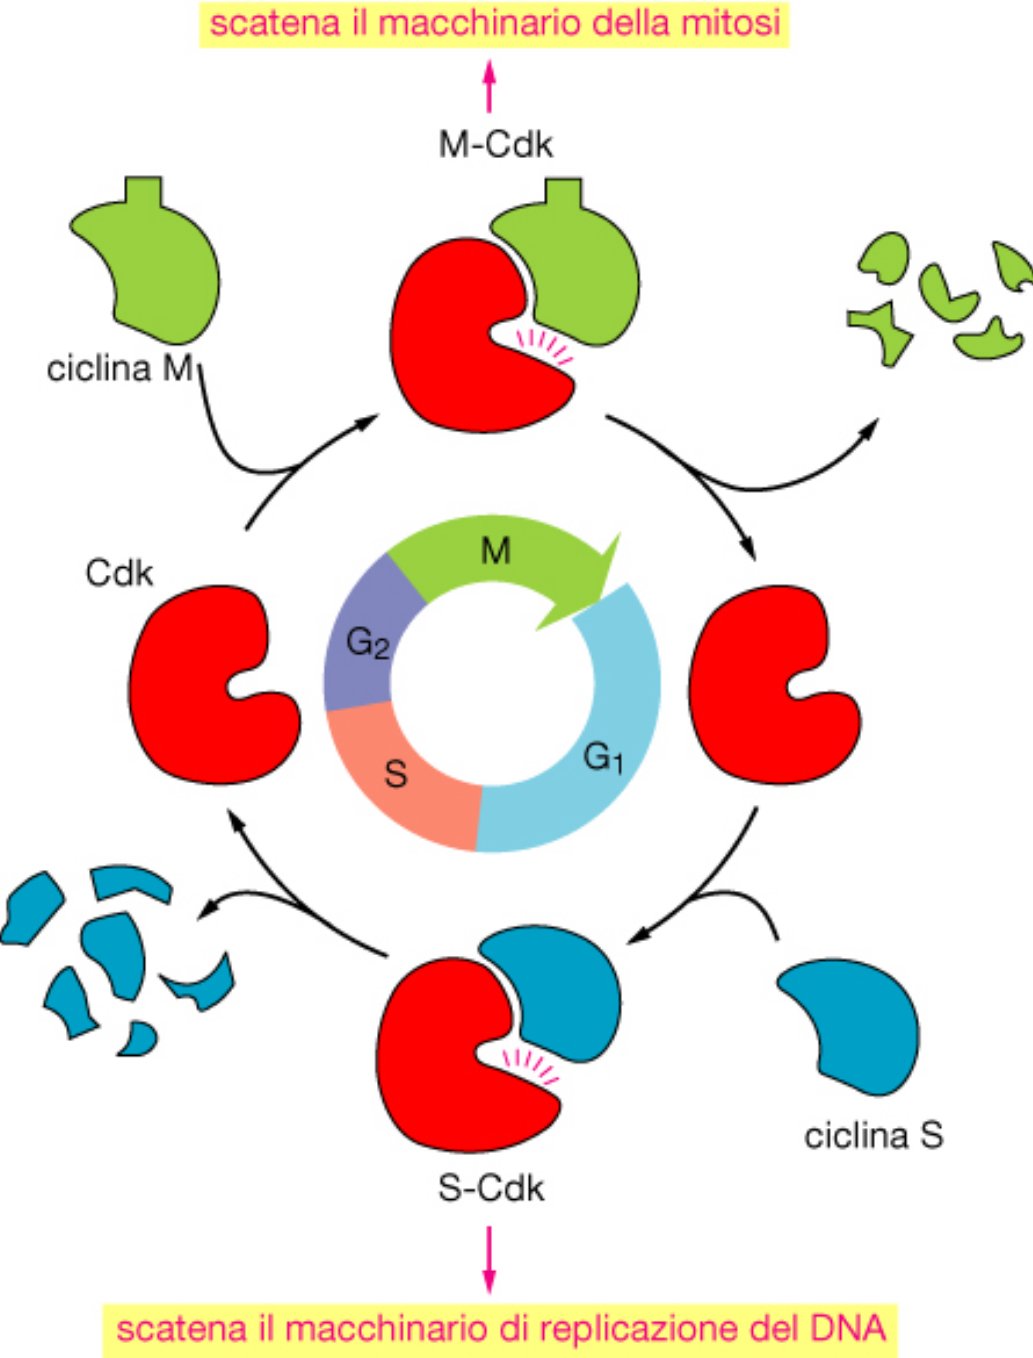 scatena il macchinario della mitosi
M-Cdk
ciclina M
M
Cdk
G2
G1
S
ciclina S
S-Cdk
scatena il macchinario di replicazione del DNA